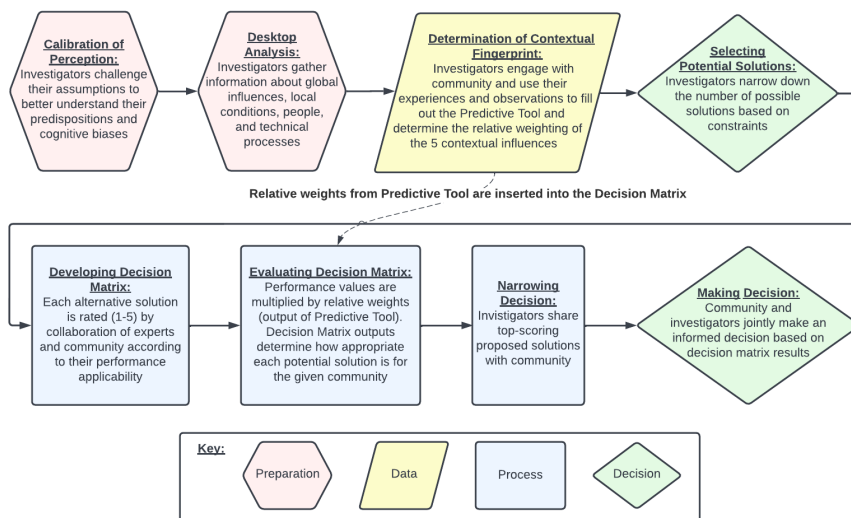 Calibration of
Perception:
Investigators challenge
their assumptions to
better understand their
predispositions and
cognitive biases
Desktop
Analysis:
Investigators gather
information about global
influences, local
conditions, people,
and technical
processes
Determination of Contextual
Fingerprint:
Investigators engage with
community and use their
experiences and observations to fill
out the Predictive Tool and
determine the relative weighting of
the 5 contextual influences
Selecting
Potential Solutions:
Investigators narrow down
the number of possible
solutions based on
constraints
Relative weights from Predictive Tool are inserted into the Decision Matrix
Developing Decision
Matrix:
Each alternative solution
is rated (1-5) by
collaboration of experts
and community according
to their performance
applicability
Evaluating Decision Matrix:
Performance values are
multiplied by relative weights
(output of Predictive Tool).
Decision Matrix outputs
determine how appropriate
each potential solution is for
the given community
Narrowing
Decision:
Invistigators share
top-scoring
proposed solutions
with community
Making Decision:
Community and
investigators jointly make an
informed decision based on
decision matrix results
Key:
Preparation
Data
Process
Decision